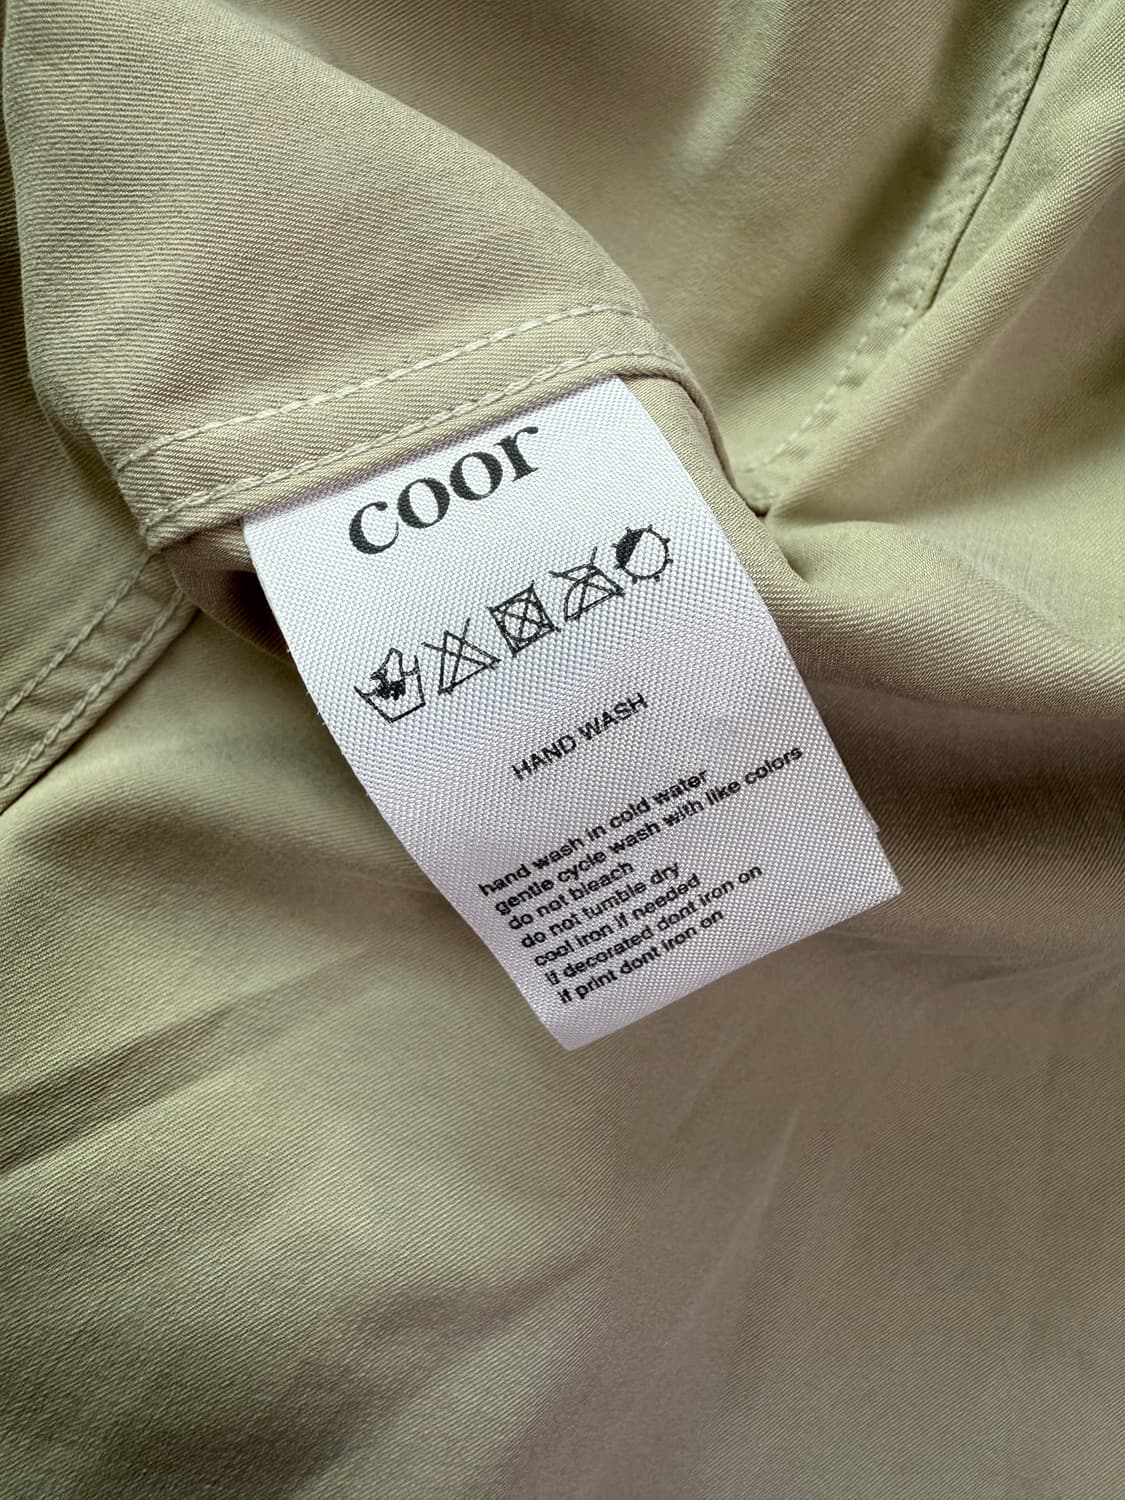 coor
HAND WASH
hand wash in cold water
gentle cycle wash with like colors
do not bleach
do not tumble dry
cool iron if needed
if decorated dont iron on
if print dont iron on